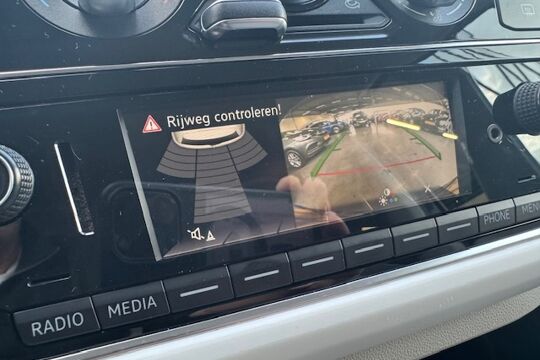 Rijweg controleren!
PHONE
RADIO
MEDIA